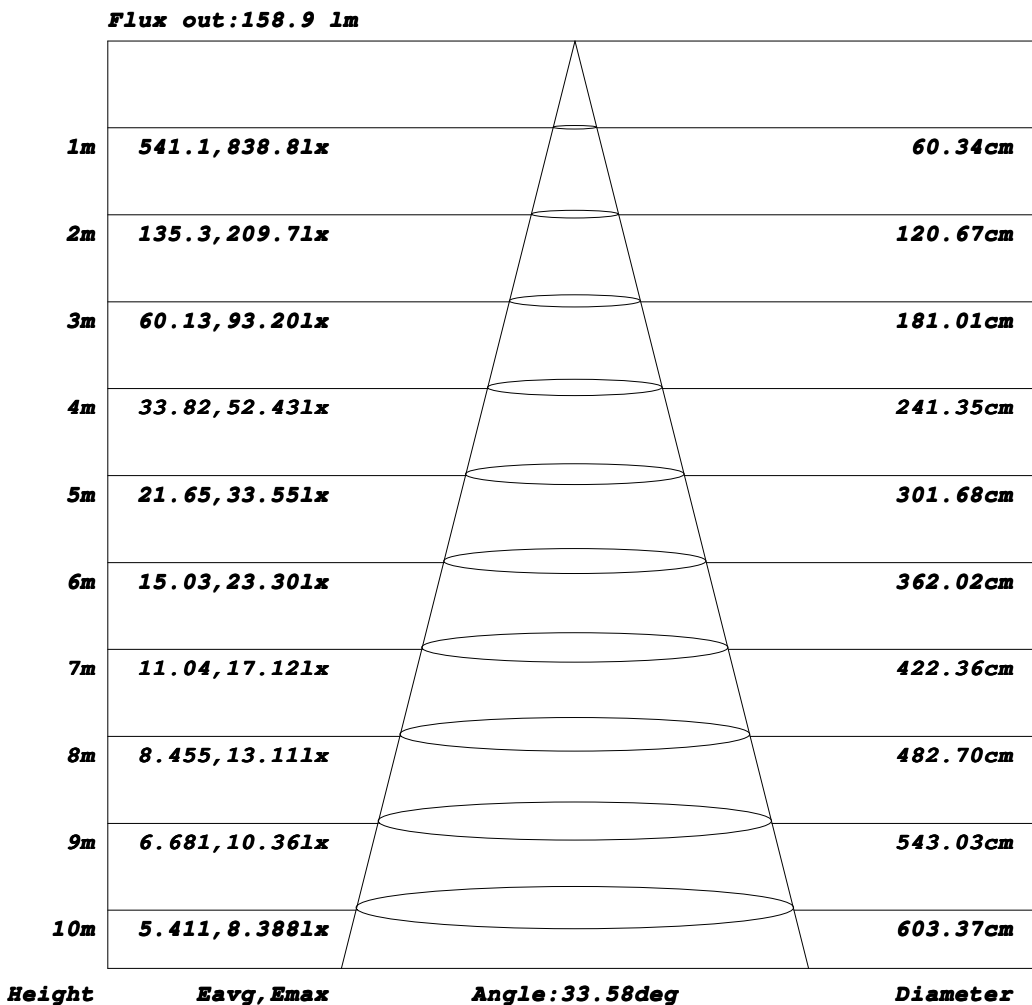 Flux out:158.9 lm
1m 541.1,838.8lx 60.34cm
2m 135.3,209.7lx 120.67cm
3m 60.13,93.20lx 181.01cm
4m 33.82,52.43lx 241.35cm
5m 21.65,33.55lx 301.68cm
6m 15.03,23.30lx 362.02cm
7m 11.04,17.12lx 422.36cm
8m 8.455,13.11lx 482.70cm
9m 6.681,10.36lx 543.03cm
10m 5.411,8.388lx 603.37cm
Height Eavg,Emax Angle:33.58deg Diameter